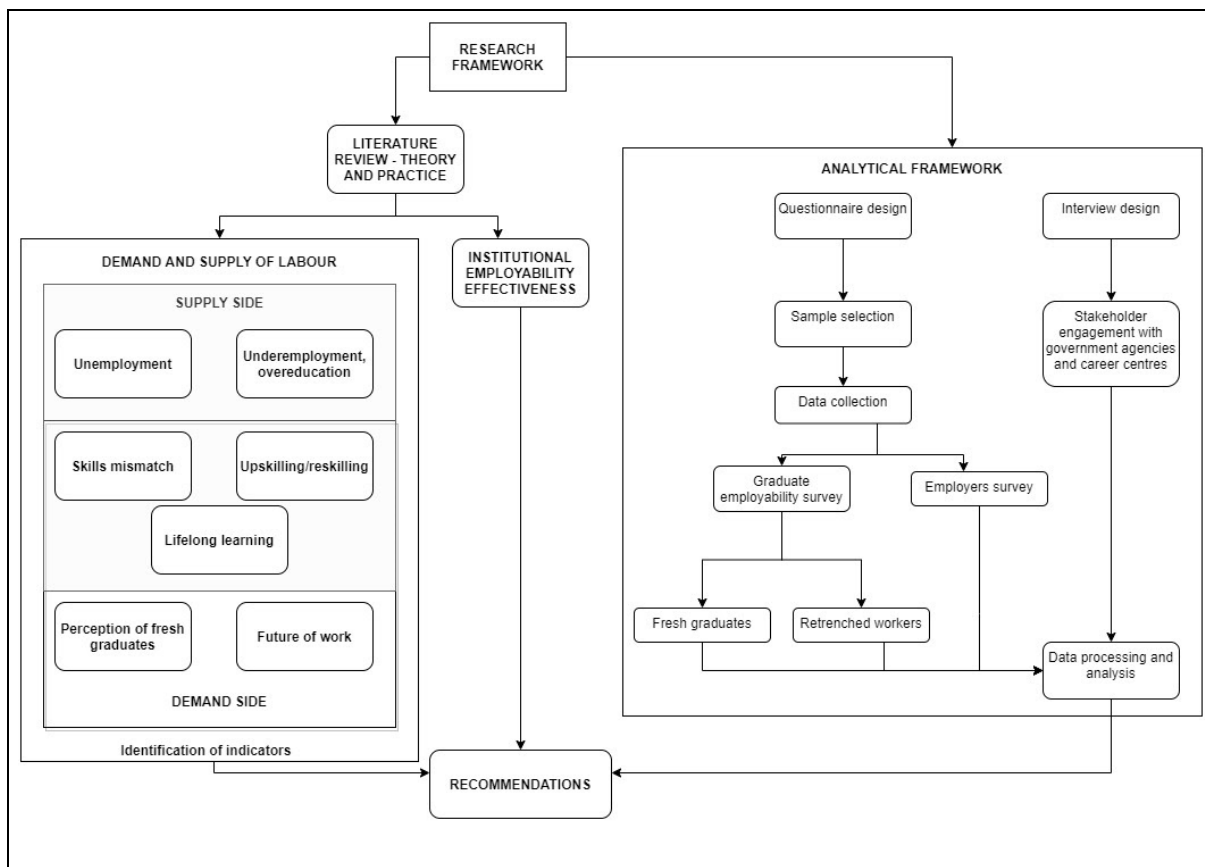 RESEARCH
FRAMEWORK
LITERATURE
REVIEW - THEORY
AND PRACTICE
DEMAND AND SUPPLY OF LABOUR
SUPPLY SIDE
Unemployment
Underemployment,
overeducation
Skills mismatch
Upskilling/reskilling
Lifelong learning
Perception of fresh
graduates
Future of work
DEMAND SIDE
Identification of indicators
INSTITUTIONAL
EMPLOYABILITY
EFFECTIVENESS
ANALYTICAL FRAMEWORK
Questionnaire design
Interview design
Sample selection
Stakeholder
engagement with
government agencies
and career centres
Data collection
Graduate
employability survey
Employers survey
Fresh graduates
Retrenched workers
Data processing and
analysis
RECOMMENDATIONS